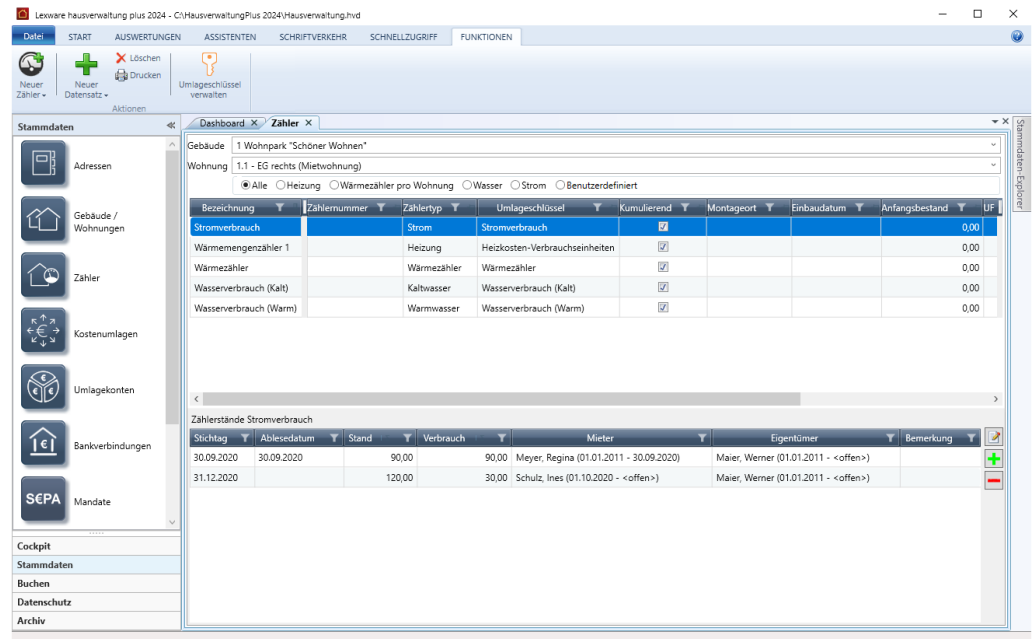 Lexware hausverwaltung plus 2024 - C:\HausverwaltungPlus 2024\Hausverwaltung.hvd
Datei START AUSWERTUNGEN ASSISTENTEN SCHRIFTVERKEHR SCHNELLZUGRIFF FUNKTIONEN
Neuer Zähler
Neuer Datensatz
Löschen
Drucken
Umlageschlüssel verwalten
Aktionen
Stammdaten
Adressen
Gebäude / Wohnungen
Zähler
Kostenumlagen
Umlagekonten
Bankverbindungen
S€PA Mandate
Cockpit
Stammdaten
Buchen
Datenschutz
Archiv
Dashboard Zähler
Gebäude 1 Wohnpark "Schöner Wohnen"
Wohnung 1.1 - EG rechts (Mietwohnung)
Alle Heizung Wärmezähler pro Wohnung Wasser Strom Benutzerdefiniert
Bezeichnung Zählernummer Zählertyp Umlageschlüssel Kumulierend Montageort Einbaudatum Anfangsbestand UF
Stromverbrauch Strom Stromverbrauch 0,00
Wärmemengenzähler 1 Heizung Heizkosten-Verbrauchseinheiten 0,00
Wärmezähler Wärmezähler Wärmezähler 0,00
Wasserverbrauch (Kalt) Kaltwasser Wasserverbrauch (Kalt) 0,00
Wasserverbrauch (Warm) Warmwasser Wasserverbrauch (Warm) 0,00
Zählerstände Stromverbrauch
Stichtag Ablesedatum Stand Verbrauch Mieter Eigentümer Bemerkung
30.09.2020 30.09.2020 90,00 90,00 Meyer, Regina (01.01.2011 - 30.09.2020) Maier, Werner (01.01.2011 - <offen>)
31.12.2020 120,00 30,00 Schulz, Ines (01.10.2020 - <offen>) Maier, Werner (01.01.2011 - <offen>)
Stammdaten-Explorer